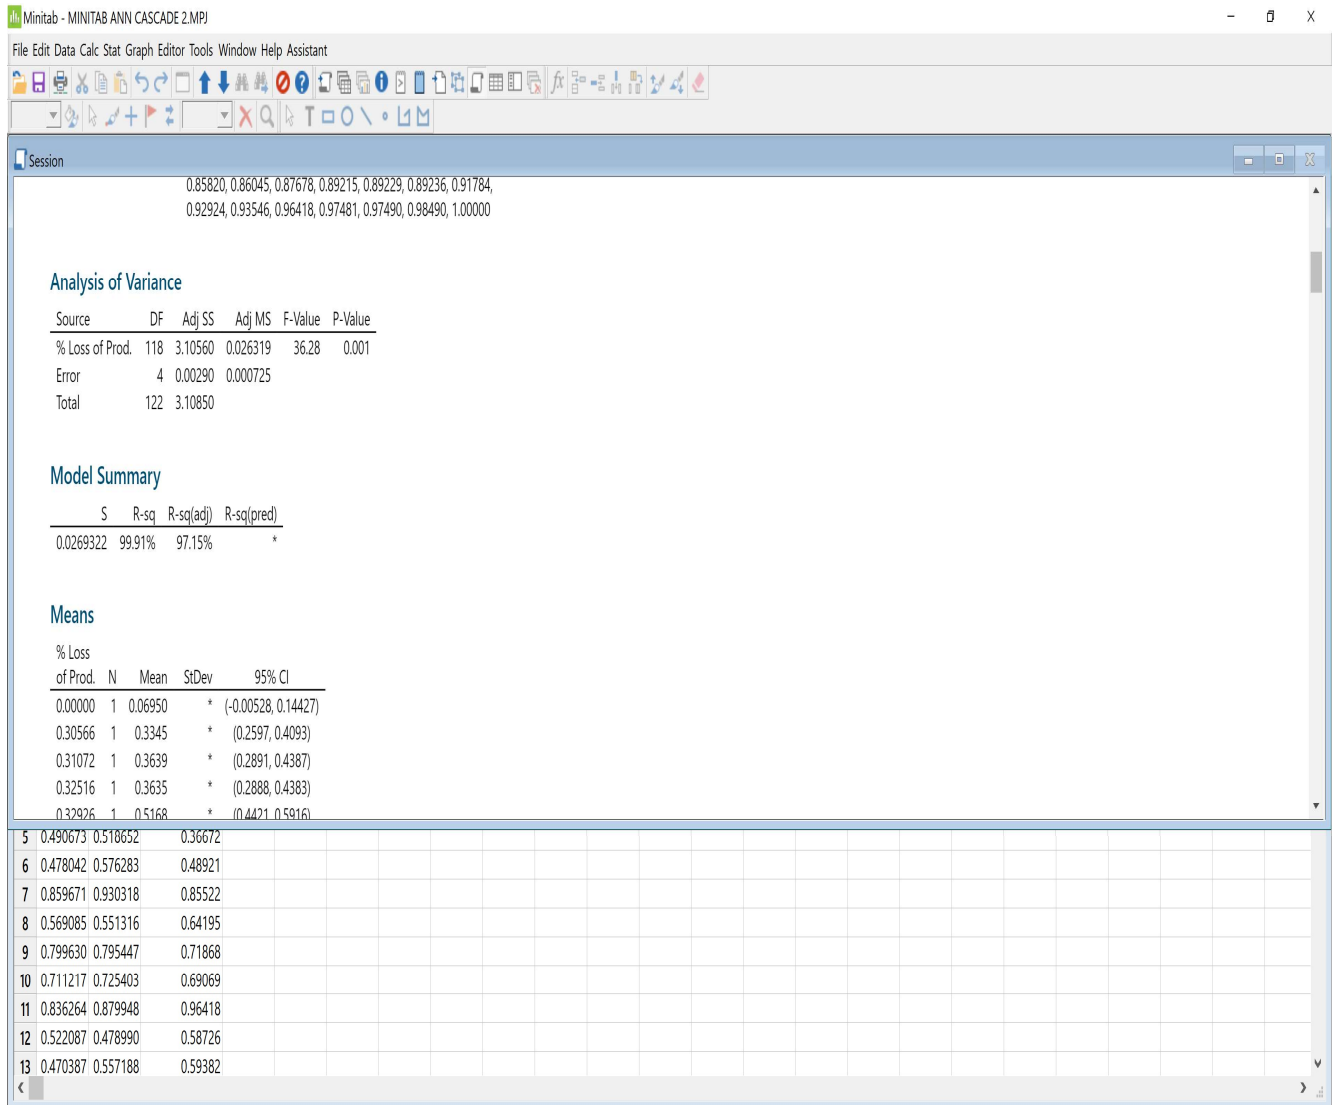 Minitab - MINITAB ANN CASCADE 2.MPJ
File Edit Data Calc Stat Graph Editor Tools Window Help Assistant
Session
0.85820, 0.86045, 0.87678, 0.89215, 0.89229, 0.89236, 0.91784,
0.92924, 0.93546, 0.96418, 0.97481, 0.97490, 0.98490, 1.00000
Analysis of Variance
Source DF Adj SS Adj MS F-Value P-Value
% Loss of Prod. 118 3.10560 0.026319 36.28 0.001
Error 4 0.00290 0.000725
Total 122 3.10850
Model Summary
S R-sq R-sq(adj) R-sq(pred)
0.0269322 99.91% 97.15% *
Means
% Loss
of Prod. N Mean StDev 95% CI
0.00000 1 0.06950 * (-0.00528, 0.14427)
0.30566 1 0.3345 * (0.2597, 0.4093)
0.31072 1 0.3639 * (0.2891, 0.4387)
0.32516 1 0.3635 * (0.2888, 0.4383)
0.32926 1 0.5168 * (0.4421, 0.5916)
5 0.490673 0.518652 0.36672
6 0.478042 0.576283 0.48921
7 0.859671 0.930318 0.85522
8 0.569085 0.551316 0.64195
9 0.799630 0.795447 0.71868
10 0.711217 0.725403 0.69069
11 0.836264 0.879948 0.96418
12 0.522087 0.478990 0.58726
13 0.470387 0.557188 0.59382